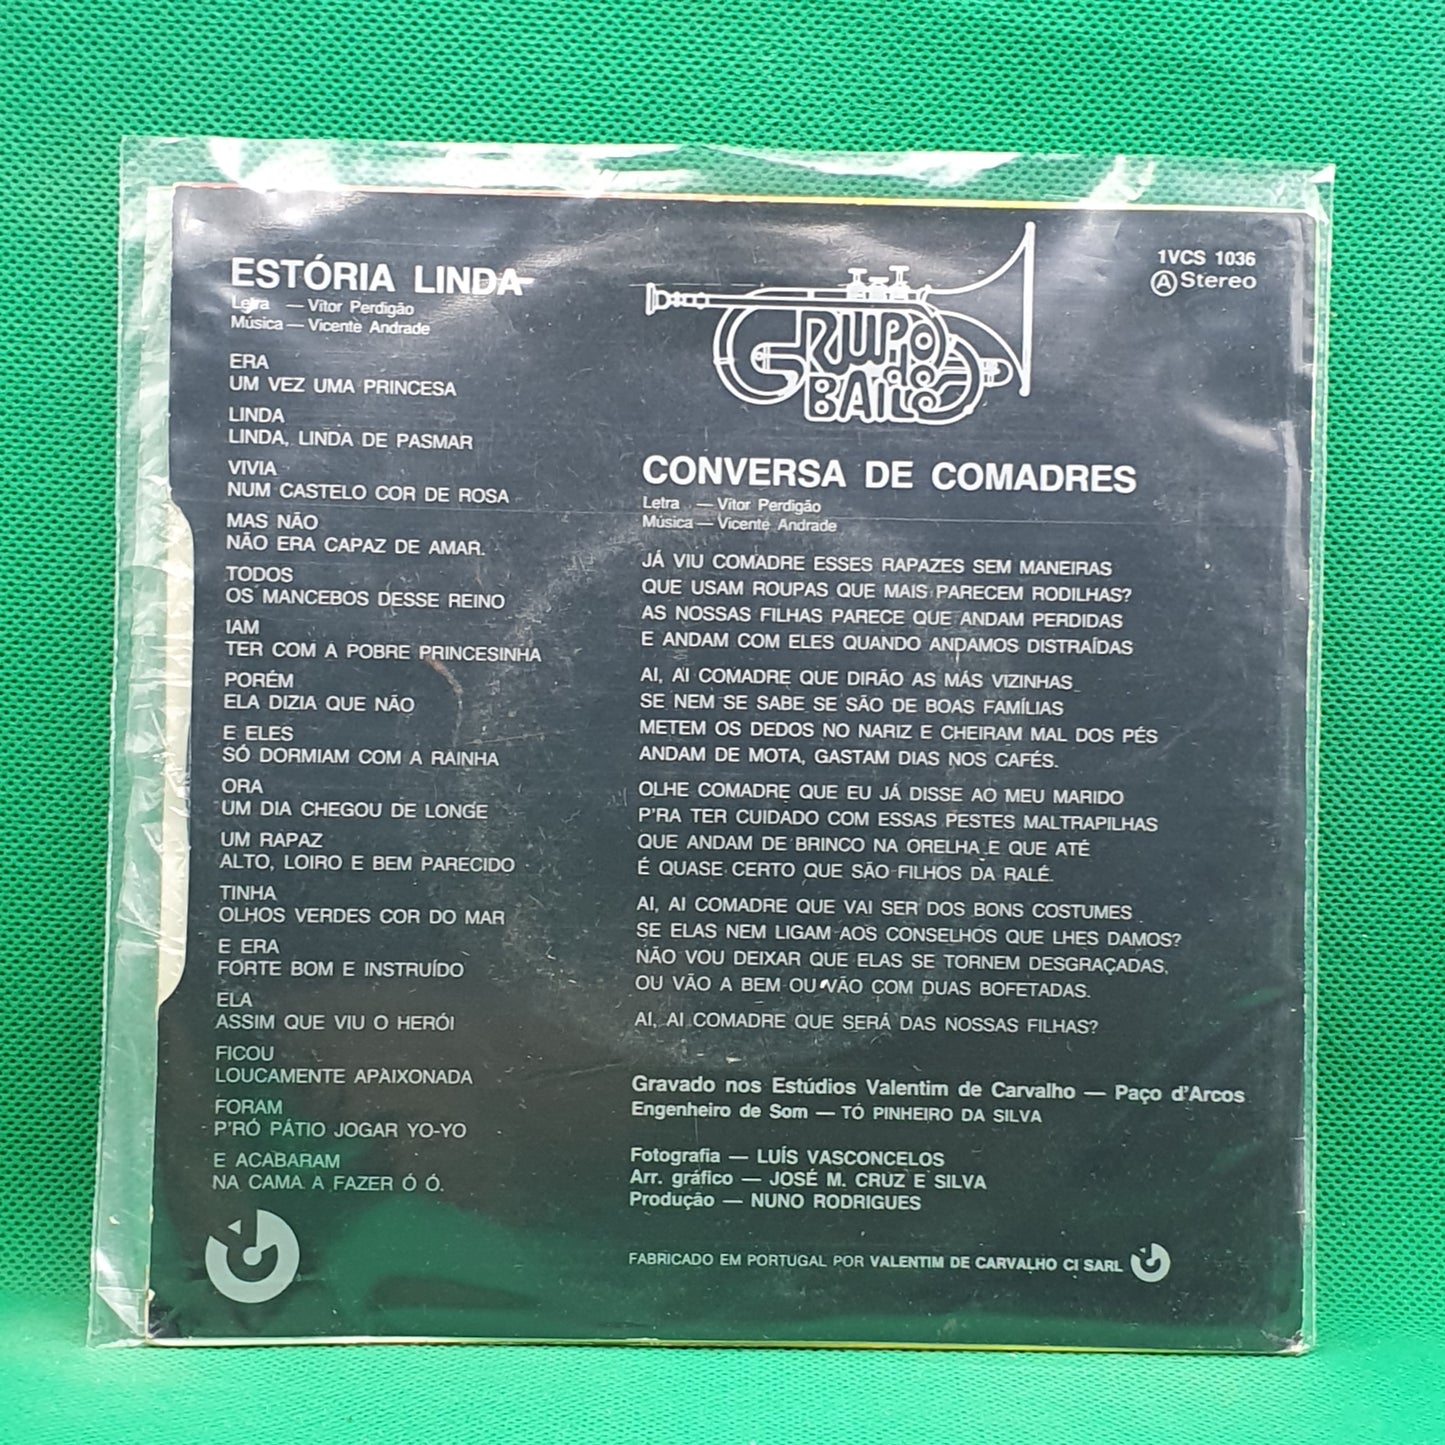 ESTÓRIA LINDA
Letra — Vítor Perdigão
Música — Vicente Andrade
ERA
UM VEZ UMA PRINCESA
LINDA
LINDA, LINDA DE PASMAR
VIVIA
NUM CASTELO COR DE ROSA
MAS NÃO
NÃO ERA CAPAZ DE AMAR.
TODOS
OS MANCEBOS DESSE REINO
IAM
TER COM A POBRE PRINCESINHA
PORÉM
ELA DIZIA QUE NÃO
E ELES
SÓ DORMIAM COM A RAINHA
ORA
UM DIA CHEGOU DE LONGE
UM RAPAZ
ALTO, LOIRO E BEM PARECIDO
TINHA
OLHOS VERDES COR DO MAR
E ERA
FORTE BOM E INSTRUÍDO
ELA
ASSIM QUE VIU O HERÓI
FICOU
LOUCAMENTE APAIXONADA
FORAM
P'RÓ PÁTIO JOGAR YO-YO
E ACABARAM
NA CAMA A FAZER Ó Ó.
1VCS 1036
A Stereo
GRUPO
do
BAILE
CONVERSA DE COMADRES
Letra — Vítor Perdigão
Música — Vicente Andrade
JÁ VIU COMADRE ESSES RAPAZES SEM MANEIRAS
QUE USAM ROUPAS QUE MAIS PARECEM RODILHAS?
AS NOSSAS FILHAS PARECE QUE ANDAM PERDIDAS
E ANDAM COM ELES QUANDO ANDAMOS DISTRAÍDAS
AI, AI COMADRE QUE DIRÃO AS MÁS VIZINHAS
SE NEM SE SABE SE SÃO DE BOAS FAMÍLIAS
METEM OS DEDOS NO NARIZ E CHEIRAM MAL DOS PÉS
ANDAM DE MOTA, GASTAM DIAS NOS CAFÉS.
OLHE COMADRE QUE EU JÁ DISSE AO MEU MARIDO
P'RA TER CUIDADO COM ESSAS PESTES MALTRAPILHAS
QUE ANDAM DE BRINCO NA ORELHA E QUE ATÉ
É QUASE CERTO QUE SÃO FILHOS DA RALÉ.
AI, AI COMADRE QUE VAI SER DOS BONS COSTUMES
SE ELAS NEM LIGAM AOS CONSELHOS QUE LHES DAMOS?
NÃO VOU DEIXAR QUE ELAS SE TORNEM DESGRAÇADAS,
OU VÃO A BEM OU VÃO COM DUAS BOFETADAS.
AI, AI COMADRE QUE SERÁ DAS NOSSAS FILHAS?
Gravado nos Estúdios Valentim de Carvalho — Paço d'Arcos
Engenheiro de Som — TÓ PINHEIRO DA SILVA
Fotografia — LUÍS VASCONCELOS
Arr. gráfico — JOSÉ M. CRUZ E SILVA
Produção — NUNO RODRIGUES
FABRICADO EM PORTUGAL POR VALENTIM DE CARVALHO CI SARL